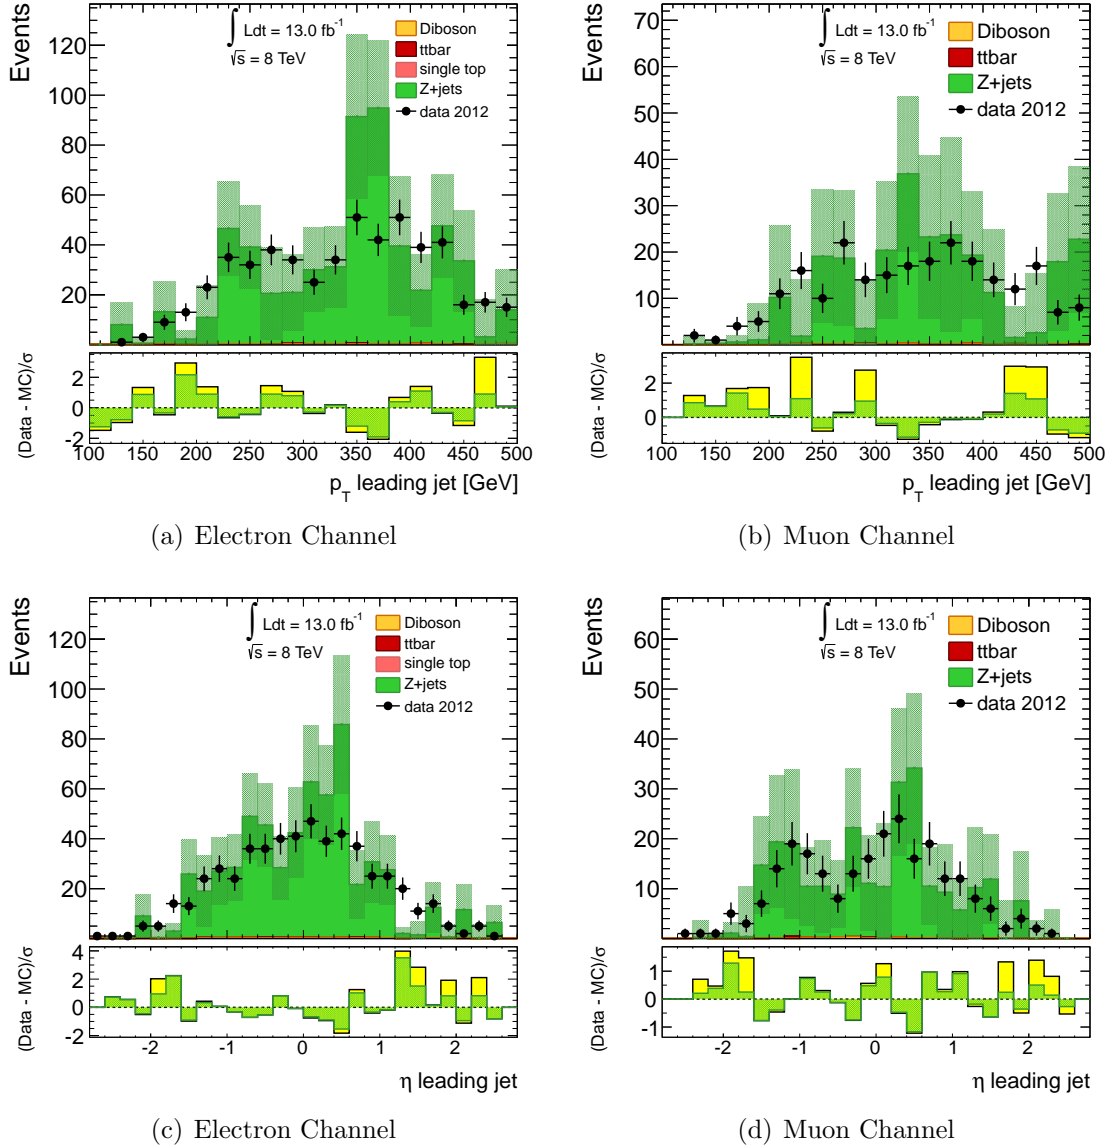 Events
120
100
80
60
40
20
∫ Ldt = 13.0 fb⁻¹
√s = 8 TeV
Diboson
ttbar
single top
Z+jets
data 2012
(Data - MC)/σ
2
0
-2
100 150 200 250 300 350 400 450 500
p_T leading jet [GeV]
(a) Electron Channel
Events
70
60
50
40
30
20
10
0
∫ Ldt = 13.0 fb⁻¹
√s = 8 TeV
Diboson
ttbar
Z+jets
data 2012
(Data - MC)/σ
2
0
100 150 200 250 300 350 400 450 500
p_T leading jet [GeV]
(b) Muon Channel
Events
120
100
80
60
40
20
∫ Ldt = 13.0 fb⁻¹
√s = 8 TeV
Diboson
ttbar
single top
Z+jets
data 2012
(Data - MC)/σ
4
2
0
-2
-2 -1 0 1 2
η leading jet
(c) Electron Channel
Events
60
50
40
30
20
10
0
∫ Ldt = 13.0 fb⁻¹
√s = 8 TeV
Diboson
ttbar
Z+jets
data 2012
(Data - MC)/σ
1
0
-1
-2 -1 0 1 2
η leading jet
(d) Muon Channel